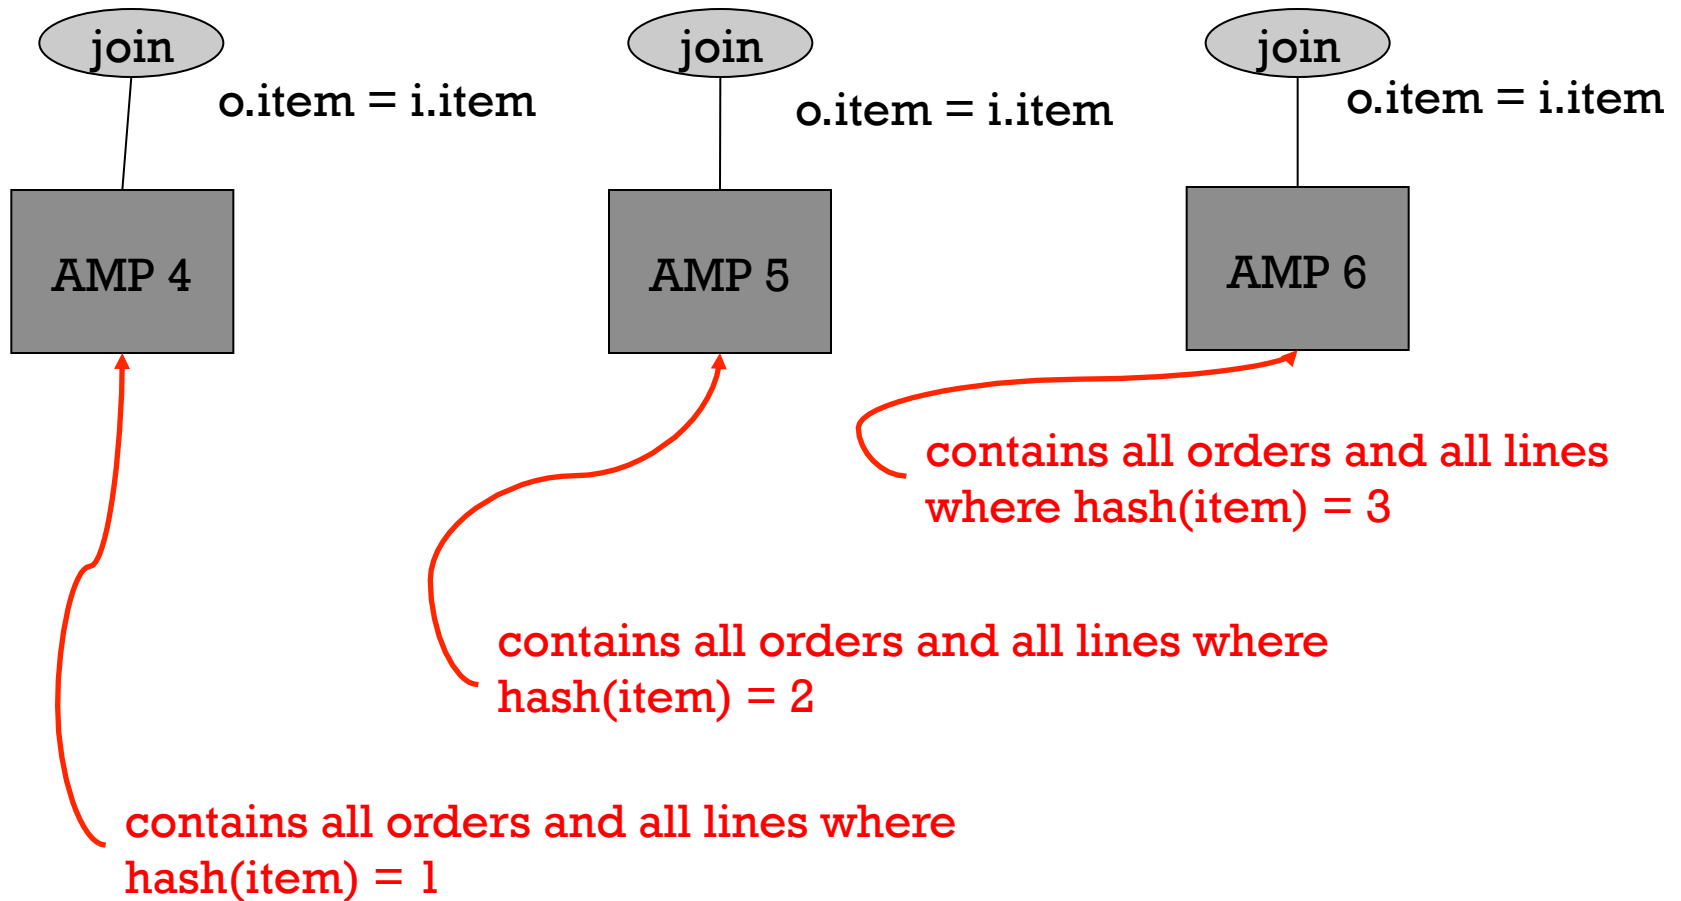 join
join
join
o.item = i.item
o.item = i.item
o.item = i.item
AMP 4
AMP 5
AMP 6
contains all orders and all lines
where hash(item) = 3
contains all orders and all lines where
hash(item) = 2
contains all orders and all lines where
hash(item) = 1